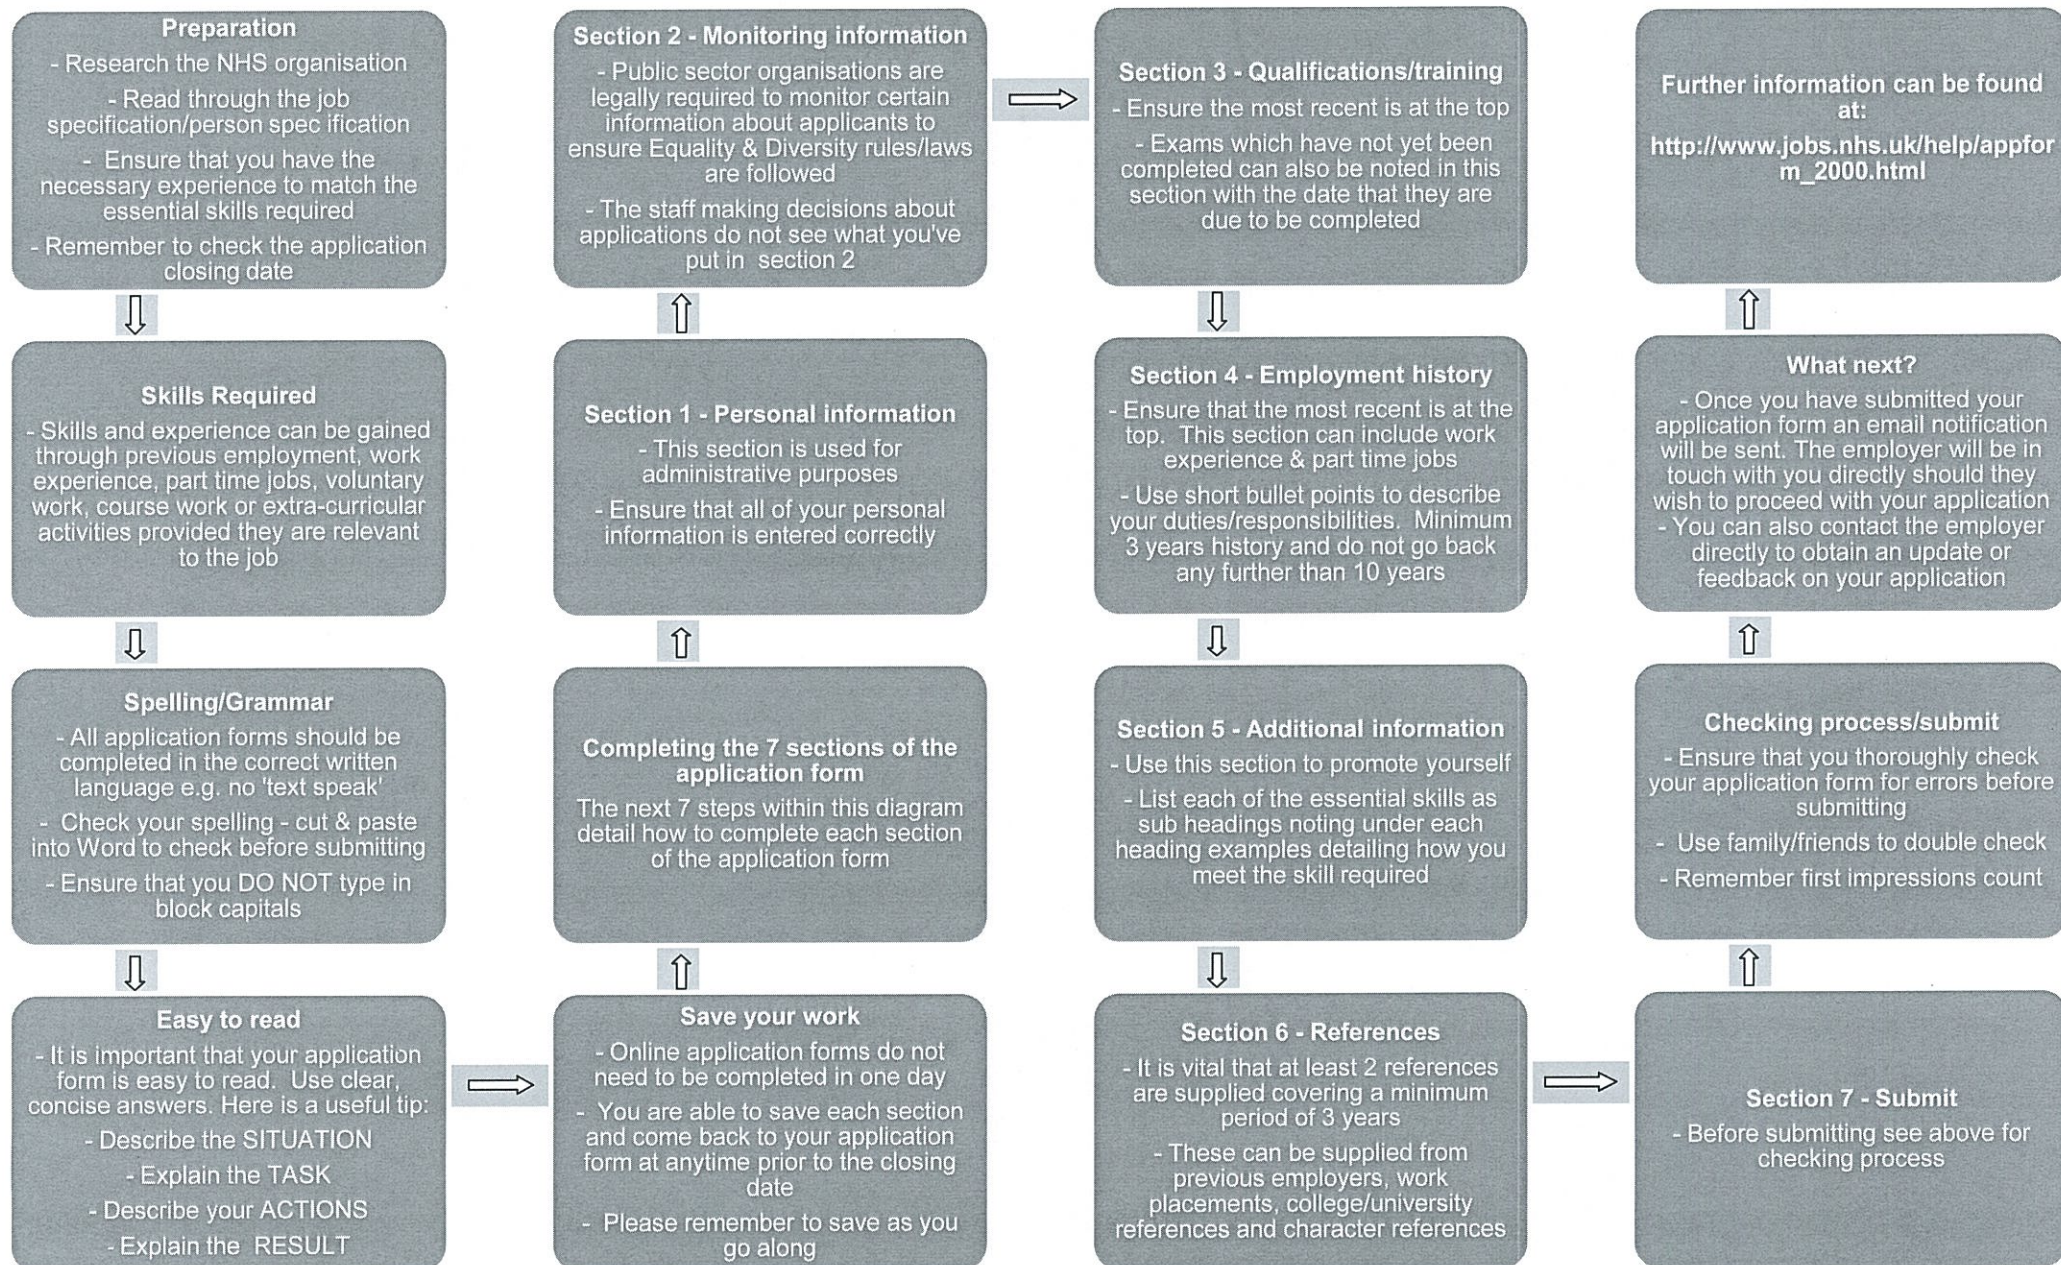 Preparation
- Research the NHS organisation
- Read through the job
specification/person spec ification
- Ensure that you have the
necessary experience to match the
essential skills required
- Remember to check the application
closing date
Skills Required
- Skills and experience can be gained
through previous employment, work
experience, part time jobs, voluntary
work, course work or extra-curricular
activities provided they are relevant
to the job
Spelling/Grammar
- All application forms should be
completed in the correct written
language e.g. no 'text speak'
- Check your spelling - cut & paste
into Word to check before submitting
- Ensure that you DO NOT type in
block capitals
Easy to read
- It is important that your application
form is easy to read. Use clear,
concise answers. Here is a useful tip:
- Describe the SITUATION
- Explain the TASK
- Describe your ACTIONS
- Explain the RESULT
Save your work
- Online application forms do not
need to be completed in one day
- You are able to save each section
and come back to your application
form at anytime prior to the closing
date
- Please remember to save as you
go along
Completing the 7 sections of the
application form
The next 7 steps within this diagram
detail how to complete each section
of the application form
Section 1 - Personal information
- This section is used for
administrative purposes
- Ensure that all of your personal
information is entered correctly
Section 2 - Monitoring information
- Public sector organisations are
legally required to monitor certain
information about applicants to
ensure Equality & Diversity rules/laws
are followed
- The staff making decisions about
applications do not see what you've
put in section 2
Section 3 - Qualifications/training
- Ensure the most recent is at the top
- Exams which have not yet been
completed can also be noted in this
section with the date that they are
due to be completed
Section 4 - Employment history
- Ensure that the most recent is at the
top. This section can include work
experience & part time jobs
- Use short bullet points to describe
your duties/responsibilities. Minimum
3 years history and do not go back
any further than 10 years
Section 5 - Additional information
- Use this section to promote yourself
- List each of the essential skills as
sub headings noting under each
heading examples detailing how you
meet the skill required
Section 6 - References
- It is vital that at least 2 references
are supplied covering a minimum
period of 3 years
- These can be supplied from
previous employers, work
placements, college/university
references and character references
Section 7 - Submit
- Before submitting see above for
checking process
Checking process/submit
- Ensure that you thoroughly check
your application form for errors before
submitting
- Use family/friends to double check
- Remember first impressions count
What next?
- Once you have submitted your
application form an email notification
will be sent. The employer will be in
touch with you directly should they
wish to proceed with your application
- You can also contact the employer
directly to obtain an update or
feedback on your application
Further information can be found
at:
http://www.jobs.nhs.uk/help/appfor
m_2000.html